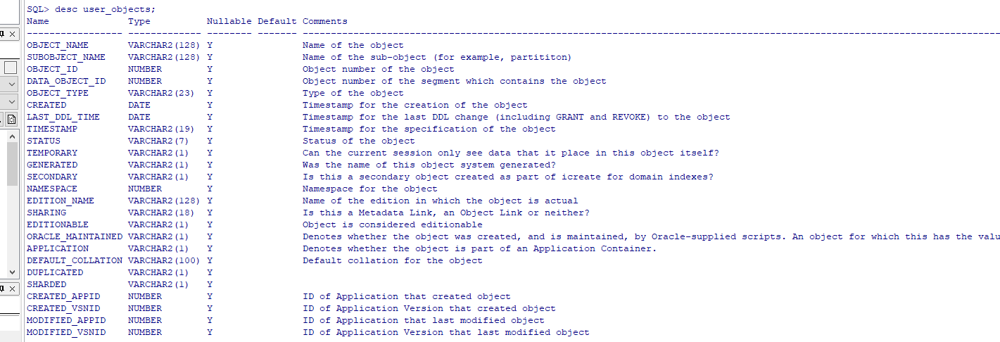 SQL> desc user_objects;
Name              Type          Nullable Default Comments
----------------- ------------- -------- ------- --------------------------------------------------------------------------------------------------------------------------------------------
OBJECT_NAME       VARCHAR2(128) Y                Name of the object
SUBOBJECT_NAME    VARCHAR2(128) Y                Name of the sub-object (for example, partititon)
OBJECT_ID         NUMBER        Y                Object number of the object
DATA_OBJECT_ID    NUMBER        Y                Object number of the segment which contains the object
OBJECT_TYPE       VARCHAR2(23)  Y                Type of the object
CREATED           DATE          Y                Timestamp for the creation of the object
LAST_DDL_TIME     DATE          Y                Timestamp for the last DDL change (including GRANT and REVOKE) to the object
TIMESTAMP         VARCHAR2(19)  Y                Timestamp for the specification of the object
STATUS            VARCHAR2(7)   Y                Status of the object
TEMPORARY         VARCHAR2(1)   Y                Can the current session only see data that it place in this object itself?
GENERATED         VARCHAR2(1)   Y                Was the name of this object system generated?
SECONDARY         VARCHAR2(1)   Y                Is this a secondary object created as part of icreate for domain indexes?
NAMESPACE         NUMBER        Y                Namespace for the object
EDITION_NAME      VARCHAR2(128) Y                Name of the edition in which the object is actual
SHARING           VARCHAR2(18)  Y                Is this a Metadata Link, an Object Link or neither?
EDITIONABLE       VARCHAR2(1)   Y                Object is considered editionable
ORACLE_MAINTAINED VARCHAR2(1)   Y                Denotes whether the object was created, and is maintained, by Oracle-supplied scripts. An object for which this has the valu
APPLICATION       VARCHAR2(1)   Y                Denotes whether the object is part of an Application Container.
DEFAULT_COLLATION VARCHAR2(100) Y                Default collation for the object
DUPLICATED        VARCHAR2(1)   Y
SHARDED           VARCHAR2(1)   Y
CREATED_APPID     NUMBER        Y                ID of Application that created object
CREATED_VSNID     NUMBER        Y                ID of Application Version that created object
MODIFIED_APPID    NUMBER        Y                ID of Application that last modified object
MODIFIED_VSNID    NUMBER        Y                ID of Application Version that last modified object